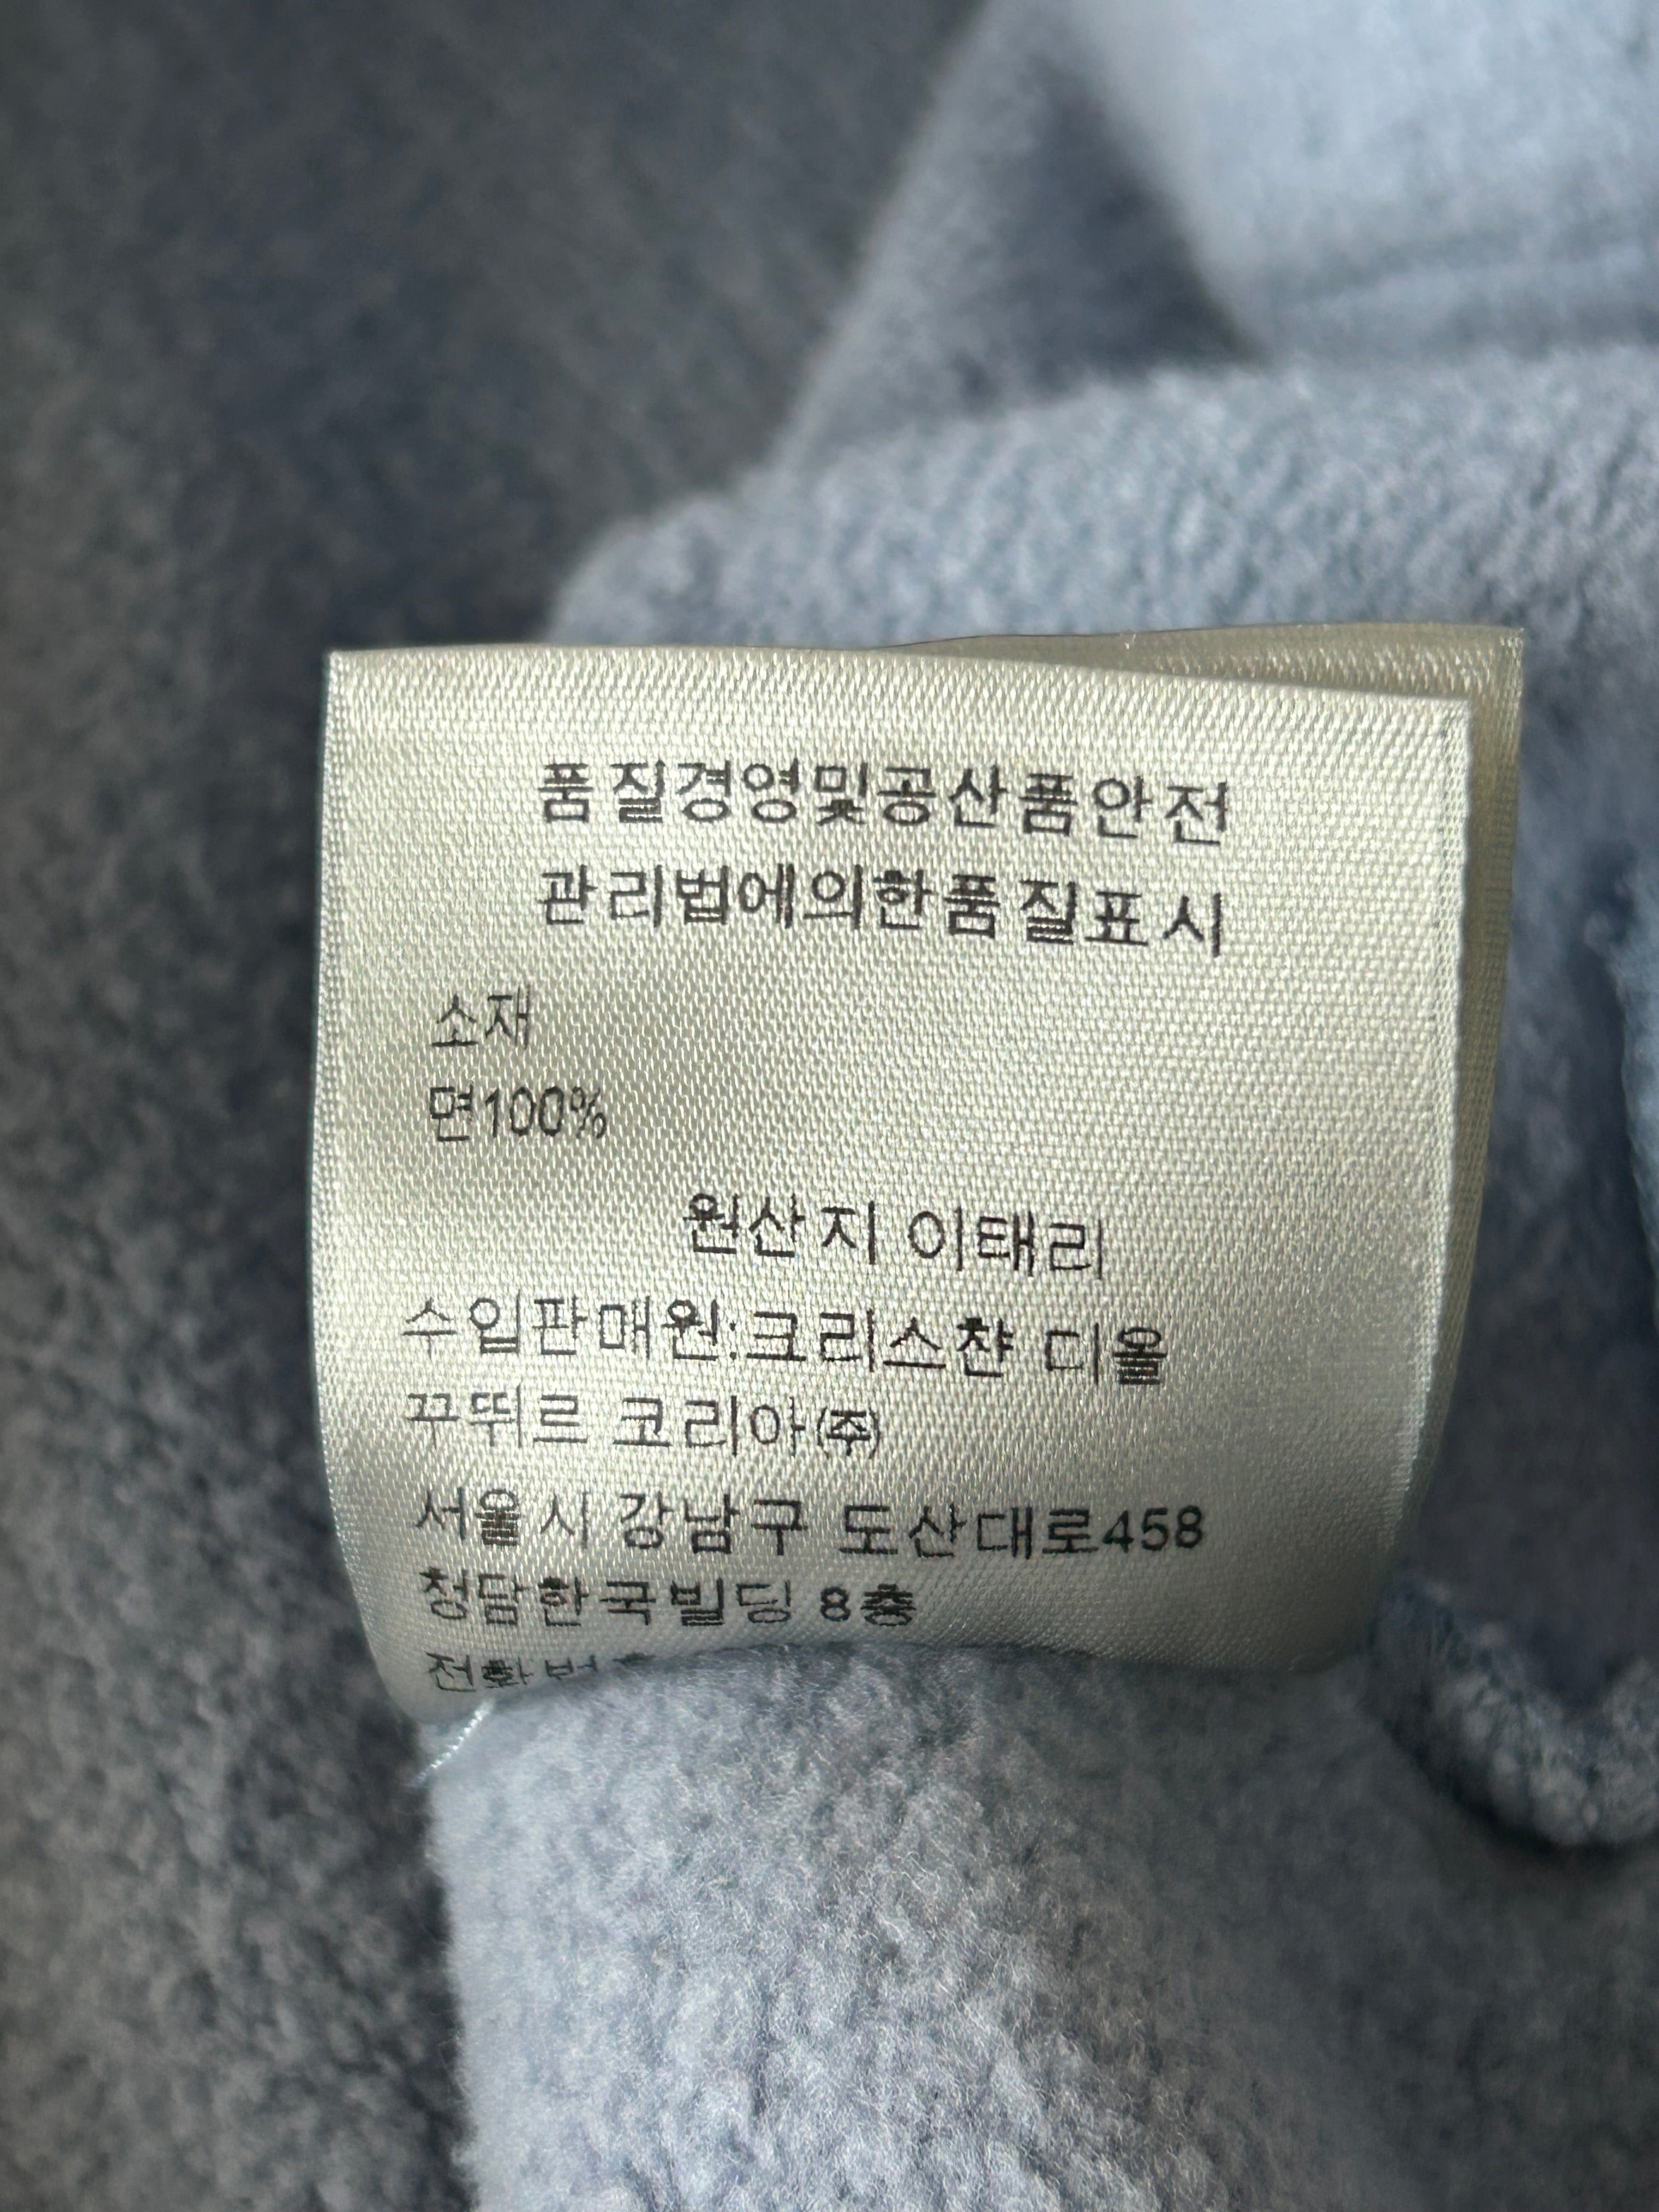 품질경영및공산품안전
관리법에의한품질표시
소재
면100%
원산지 이태리
수입판매원:크리스챤 디올
꾸뛰르 코리아㈜
서울시 강남구 도산대로458
청담한국빌딩 8층